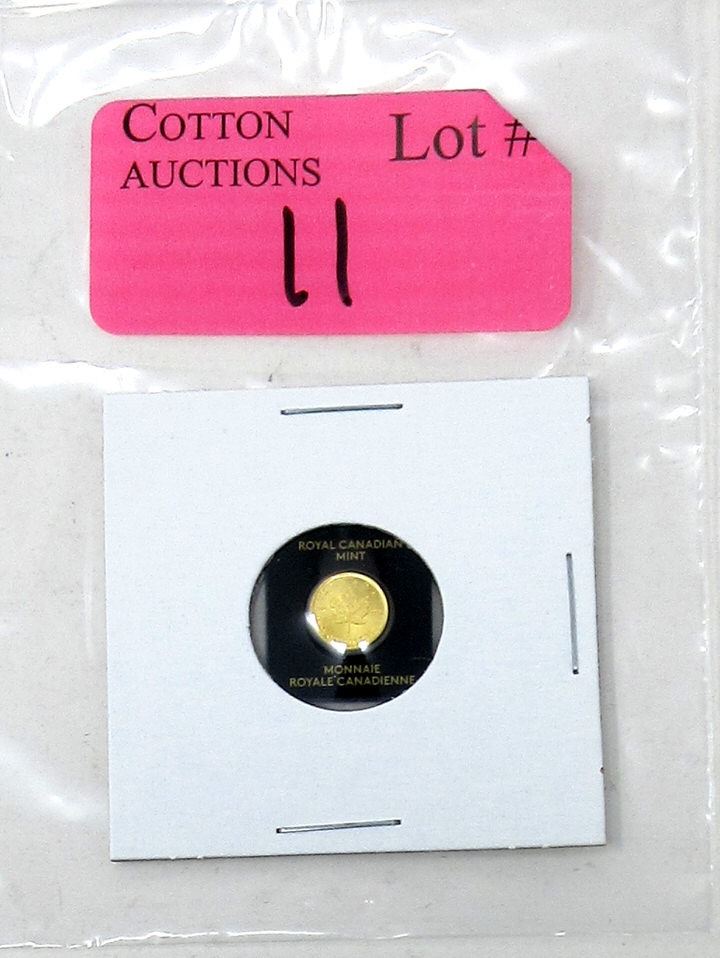 COTTON
AUCTIONS
Lot #
11
ROYAL CANADIAN
MINT
MONNAIE
ROYALE CANADIENNE